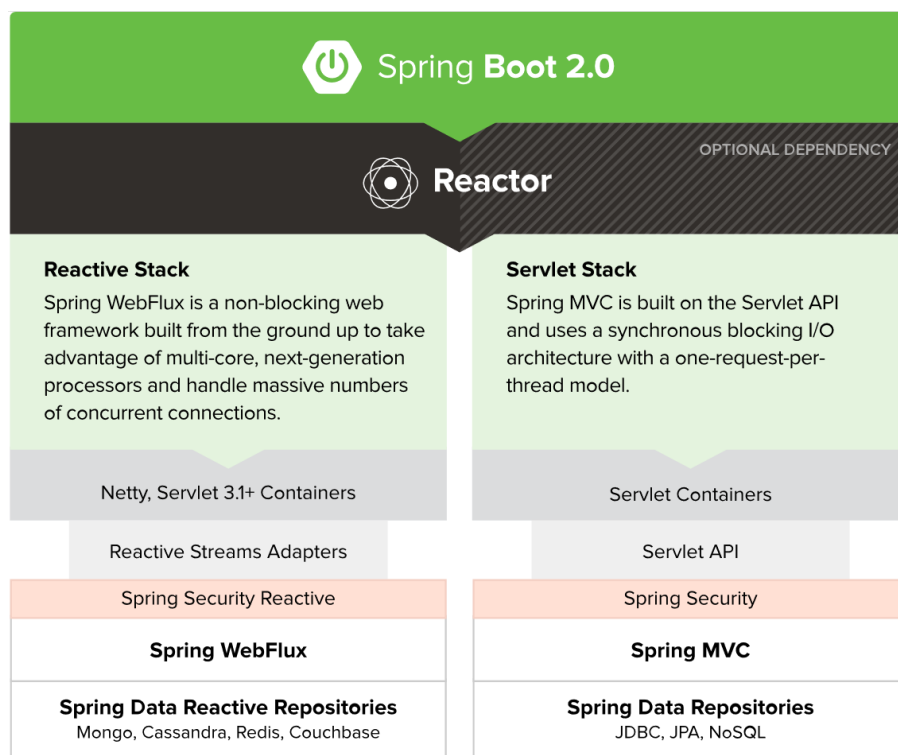 Spring Boot 2.0
OPTIONAL DEPENDENCY
Reactor
Reactive Stack
Spring WebFlux is a non-blocking web
framework built from the ground up to take
advantage of multi-core, next-generation
processors and handle massive numbers
of concurrent connections.
Servlet Stack
Spring MVC is built on the Servlet API
and uses a synchronous blocking I/O
architecture with a one-request-per-
thread model.
Netty, Servlet 3.1+ Containers
Servlet Containers
Reactive Streams Adapters
Servlet API
Spring Security Reactive
Spring Security
Spring WebFlux
Spring MVC
Spring Data Reactive Repositories
Mongo, Cassandra, Redis, Couchbase
Spring Data Repositories
JDBC, JPA, NoSQL